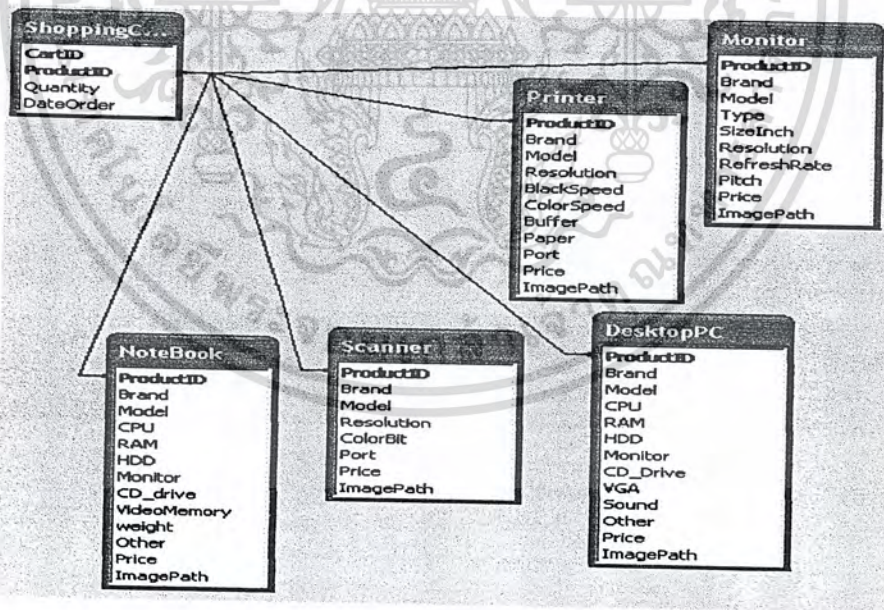 ShoppingC...
CartID
ProductID
Quantity
DateOrder
Monitor
ProductID
Brand
Model
Type
SizeInch
Resolution
RefreshRate
Pitch
Price
ImagePath
Printer
ProductID
Brand
Model
Resolution
BlackSpeed
ColorSpeed
Buffer
Paper
Port
Price
ImagePath
NoteBook
ProductID
Brand
Model
CPU
RAM
HDD
Monitor
CD_drive
VideoMemory
weight
Other
Price
ImagePath
Scanner
ProductID
Brand
Model
Resolution
ColorBit
Port
Price
ImagePath
DesktopPC
ProductID
Brand
Model
CPU
RAM
HDD
Monitor
CD_Drive
VGA
Sound
Other
Price
ImagePath